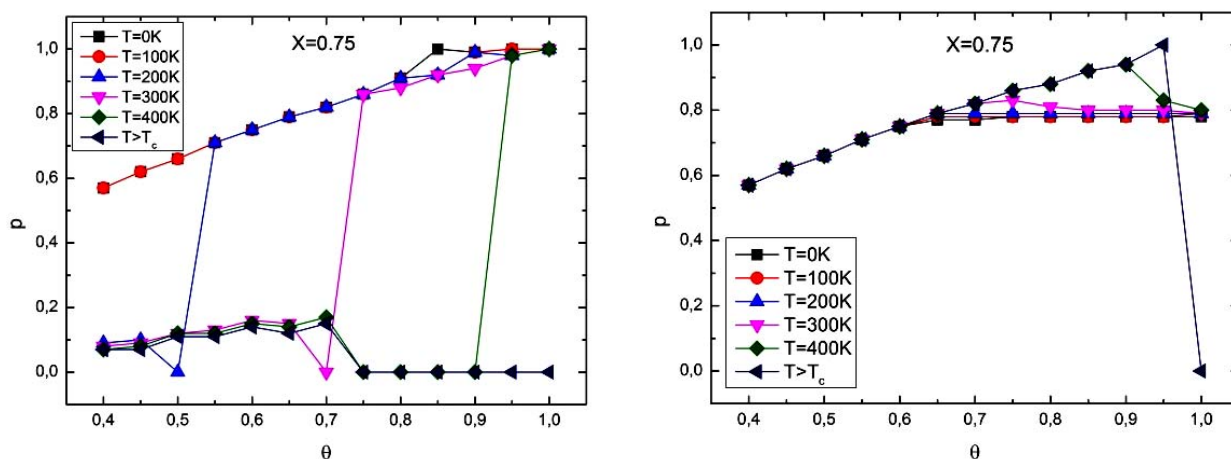 X=0.75
T=0K
T=100K
T=200K
T=300K
T=400K
T>Tc
1,0
0,8
0,6
0,4
0,2
0,0
p
0,4 0,5 0,6 0,7 0,8 0,9 1,0
θ
X=0.75
1,0
0,8
0,6
0,4
0,2
0,0
p
T=0K
T=100K
T=200K
T=300K
T=400K
T>Tc
0,4 0,5 0,6 0,7 0,8 0,9 1,0
θ